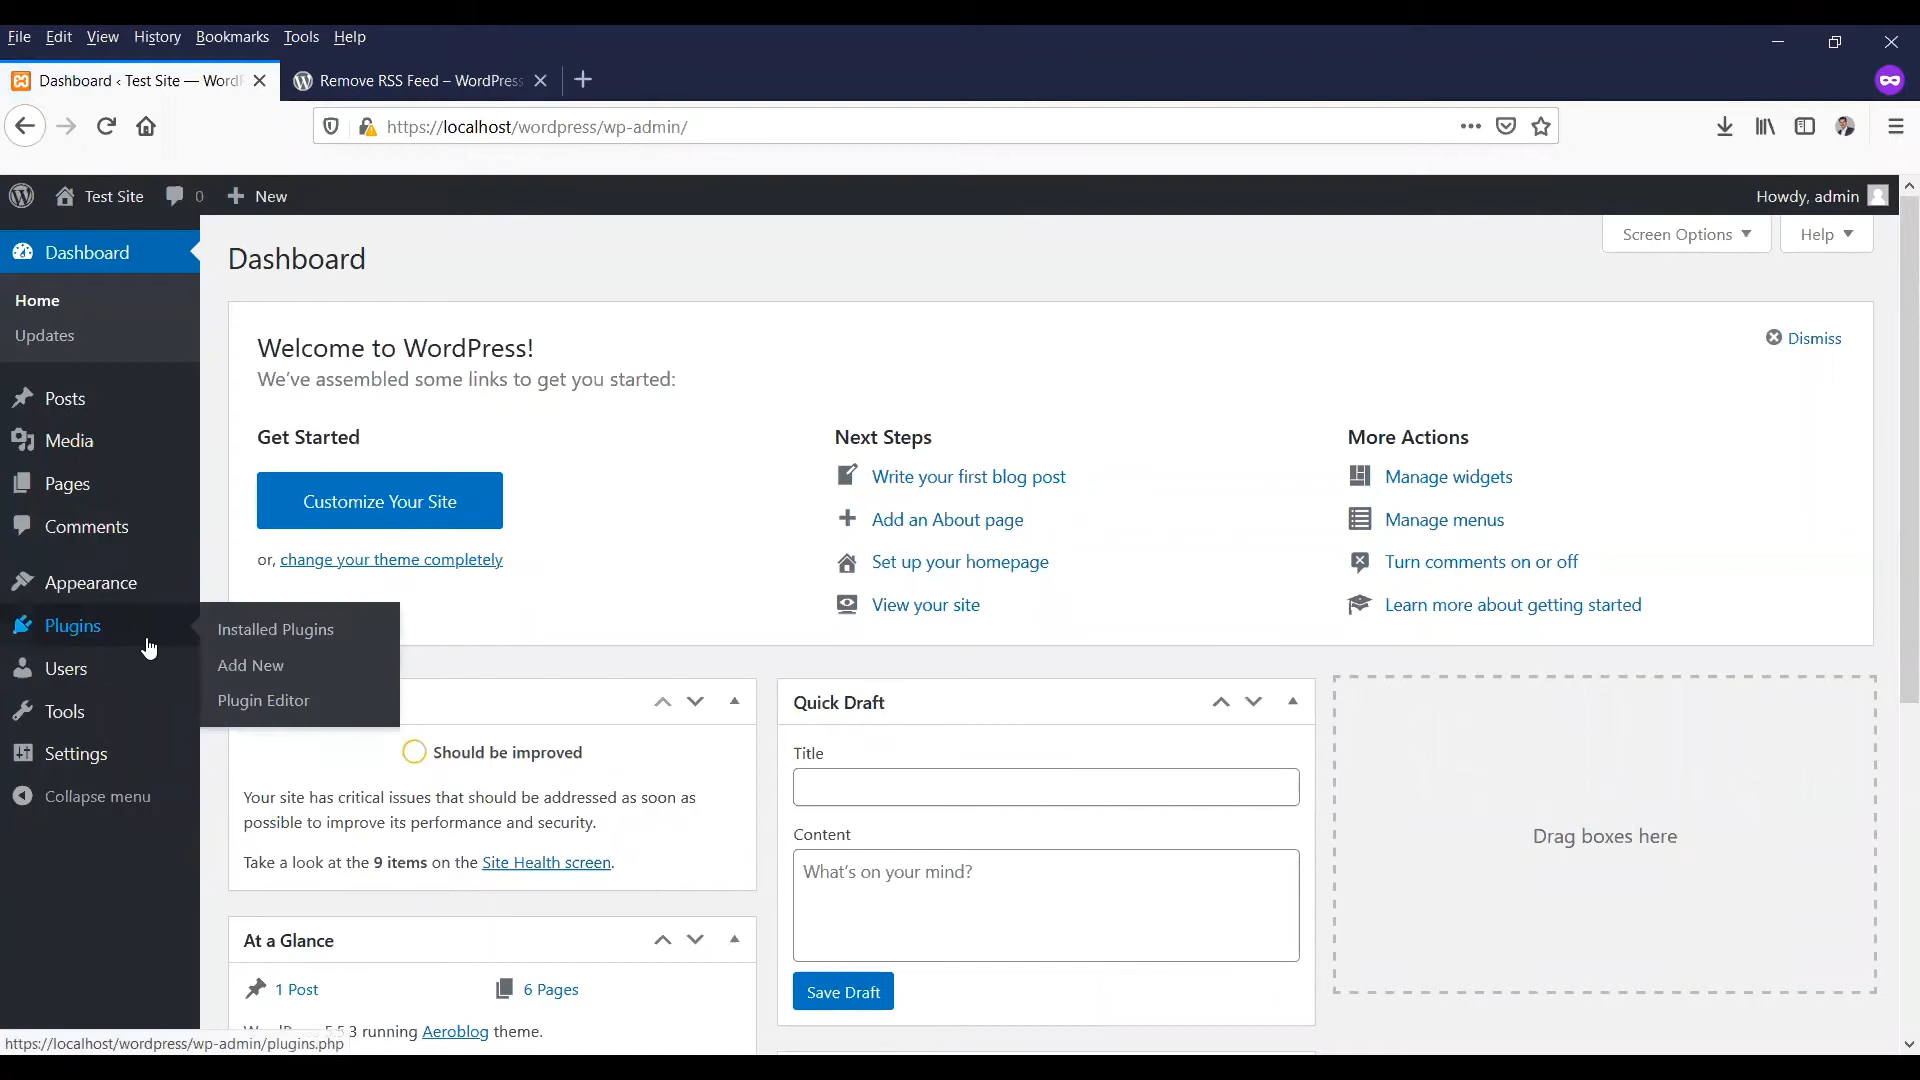 File Edit View History Bookmarks Tools Help
Dashboard ‹ Test Site — WordP
Remove RSS Feed – WordPress
https://localhost/wordpress/wp-admin/
Test Site 0 New
Howdy, admin
Dashboard
Home
Updates
Posts
Media
Pages
Comments
Appearance
Plugins
Users
Tools
Settings
Collapse menu
Installed Plugins
Add New
Plugin Editor
Screen Options
Help
Dashboard
Welcome to WordPress!
We've assembled some links to get you started:
Dismiss
Get Started
Customize Your Site
or, change your theme completely
Next Steps
Write your first blog post
Add an About page
Set up your homepage
View your site
More Actions
Manage widgets
Manage menus
Turn comments on or off
Learn more about getting started
Should be improved
Your site has critical issues that should be addressed as soon as
possible to improve its performance and security.
Take a look at the 9 items on the Site Health screen.
At a Glance
1 Post
6 Pages
running Aeroblog theme.
Quick Draft
Title
Content
What's on your mind?
Save Draft
Drag boxes here
https://localhost/wordpress/wp-admin/plugins.php